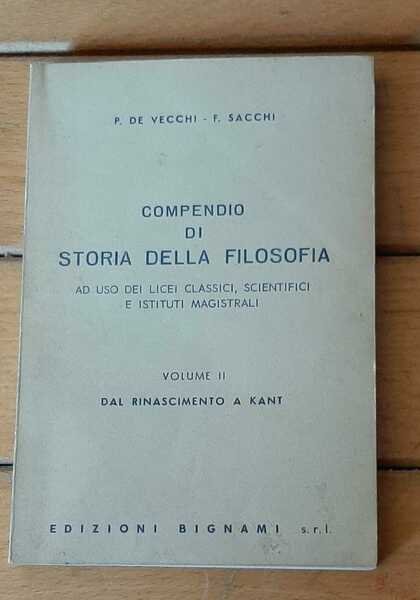 P. DE VECCHI - F. SACCHI
COMPENDIO
DI
STORIA DELLA FILOSOFIA
AD USO DEI LICEI CLASSICI, SCIENTIFICI
E ISTITUTI MAGISTRALI
VOLUME II
DAL RINASCIMENTO A KANT
EDIZIONI BIGNAMI s.r.l.